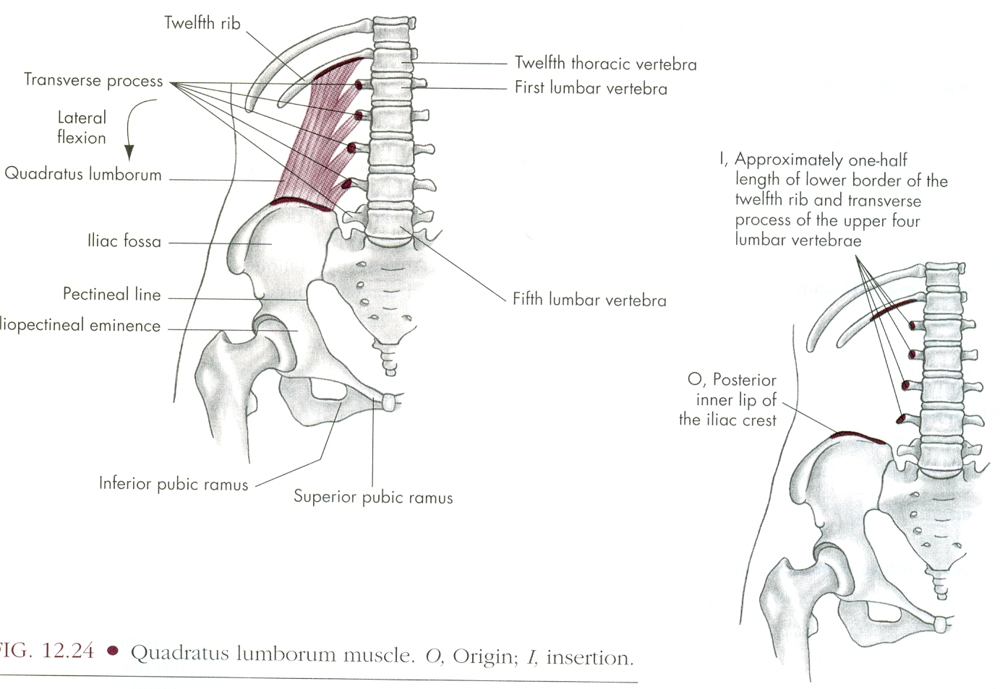 Twelfth rib
Transverse process
Lateral
flexion
Quadratus lumborum
Iliac fossa
Pectineal line
liopectineal eminence
Inferior pubic ramus
Superior pubic ramus
Twelfth thoracic vertebra
First lumbar vertebra
Fifth lumbar vertebra
I, Approximately one-half
length of lower border of the
twelfth rib and transverse
process of the upper four
lumbar vertebrae
O, Posterior
inner lip of
the iliac crest
FIG. 12.24 • Quadratus lumborum muscle. O, Origin; I, insertion.